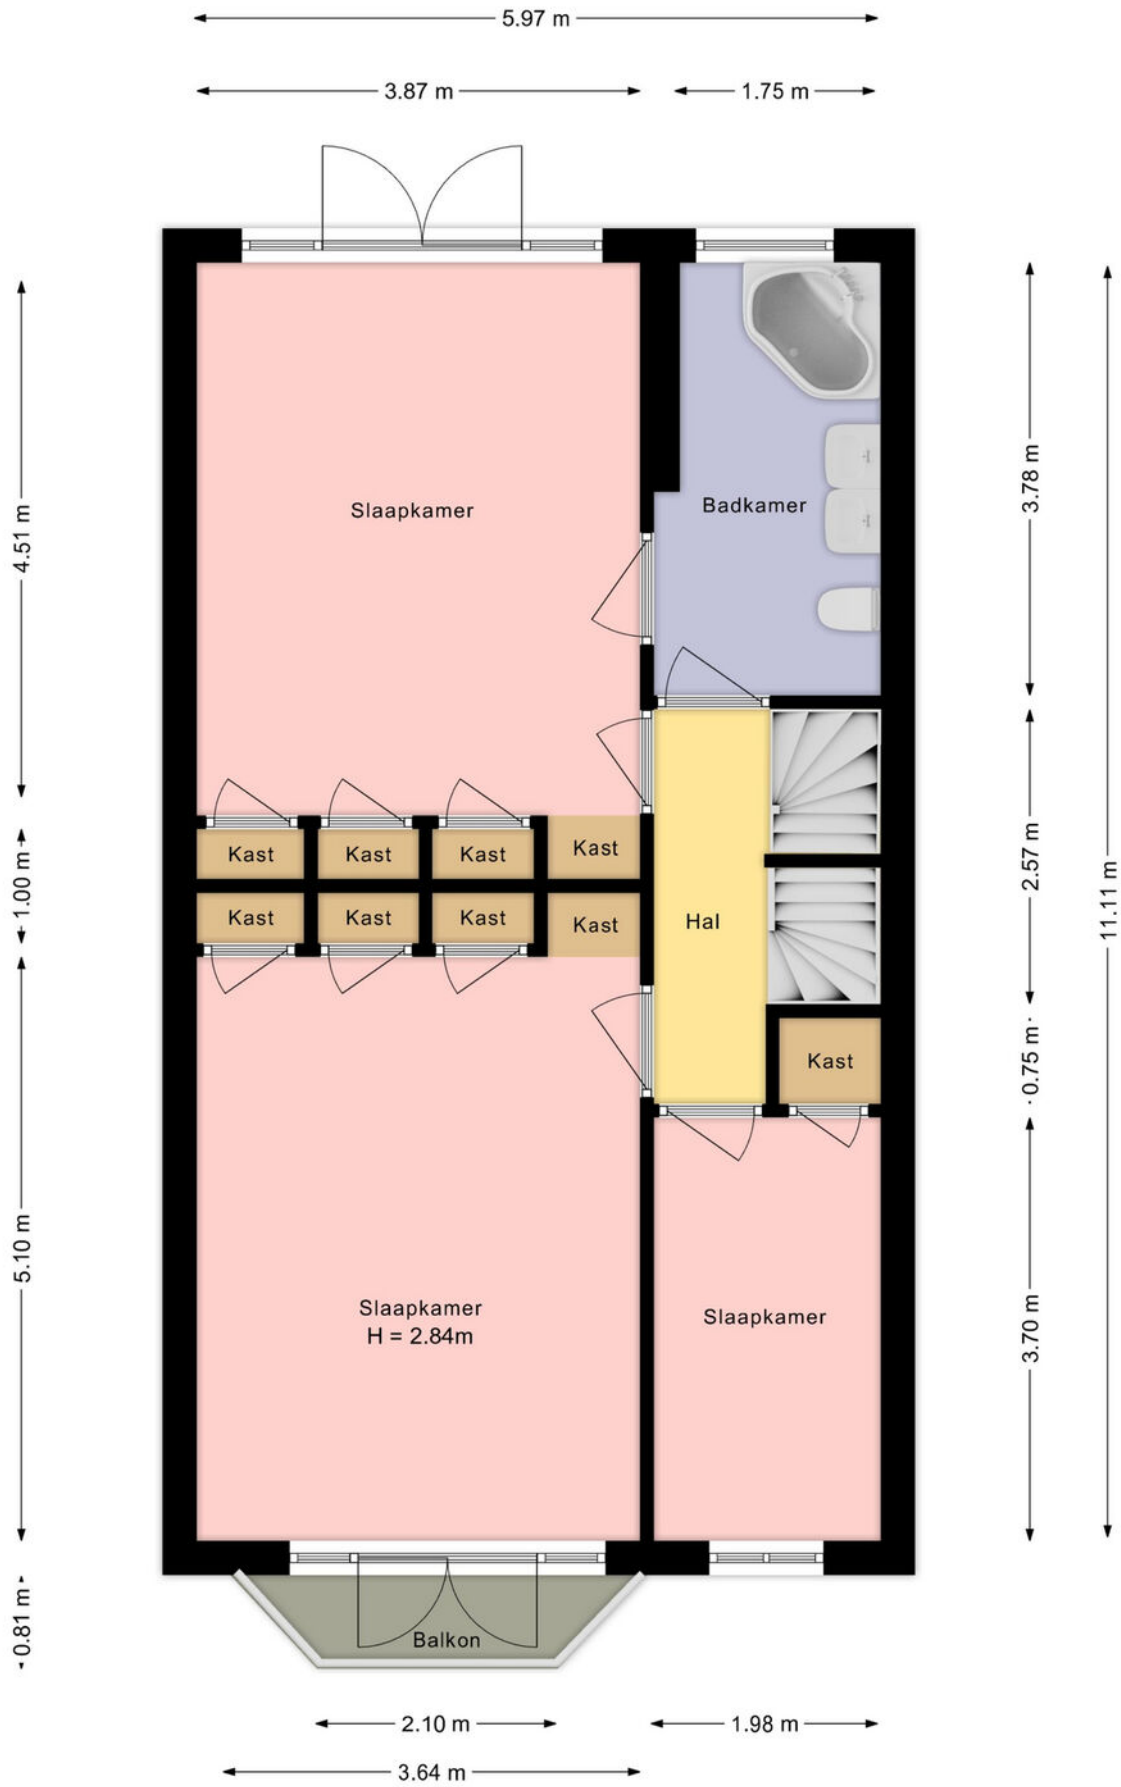 5.97 m
3.87 m
1.75 m
4.51 m
3.78 m
Slaapkamer
Badkamer
Kast
Kast
Kast
Kast
1.00 m
2.57 m
11.11 m
Kast
Kast
Kast
Kast
Hal
Kast
0.75 m
5.10 m
Slaapkamer
H = 2.84m
Slaapkamer
3.70 m
0.81 m
Balkon
2.10 m
1.98 m
3.64 m